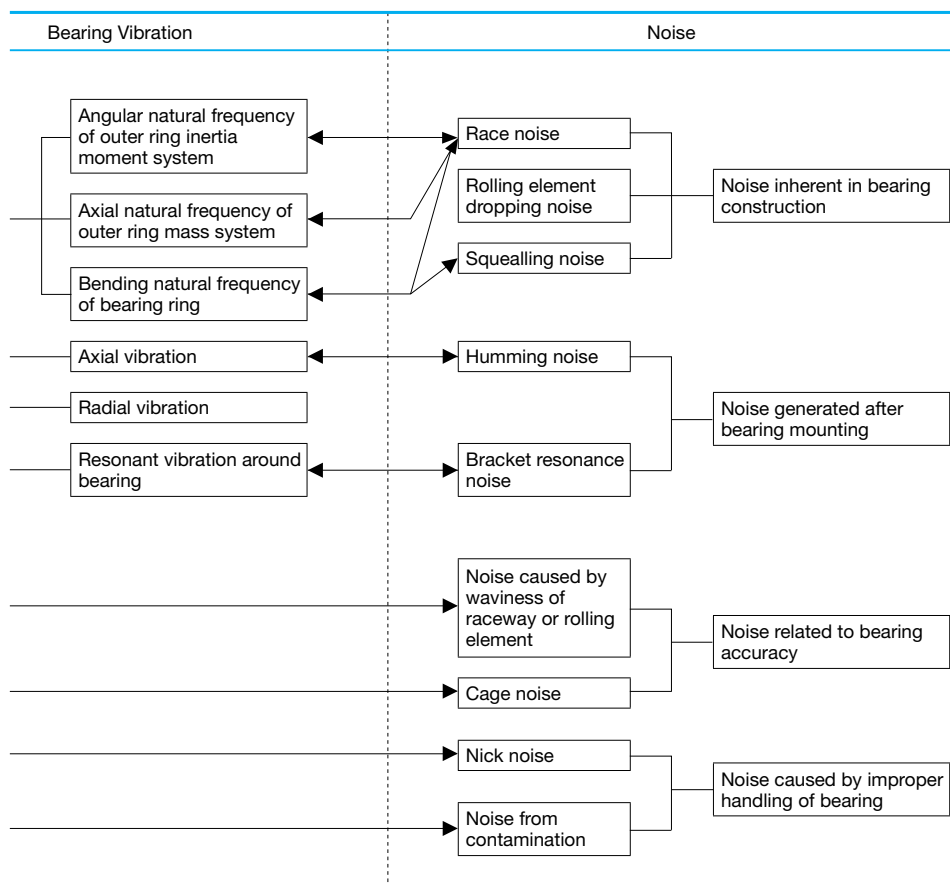 Bearing Vibration
Noise
Angular natural frequency
of outer ring inertia
moment system
Axial natural frequency of
outer ring mass system
Bending natural frequency
of bearing ring
Axial vibration
Radial vibration
Resonant vibration around
bearing
Race noise
Rolling element
dropping noise
Squealling noise
Humming noise
Bracket resonance
noise
Noise caused by
waviness of
raceway or rolling
element
Cage noise
Nick noise
Noise from
contamination
Noise inherent in bearing
construction
Noise generated after
bearing mounting
Noise related to bearing
accuracy
Noise caused by improper
handling of bearing